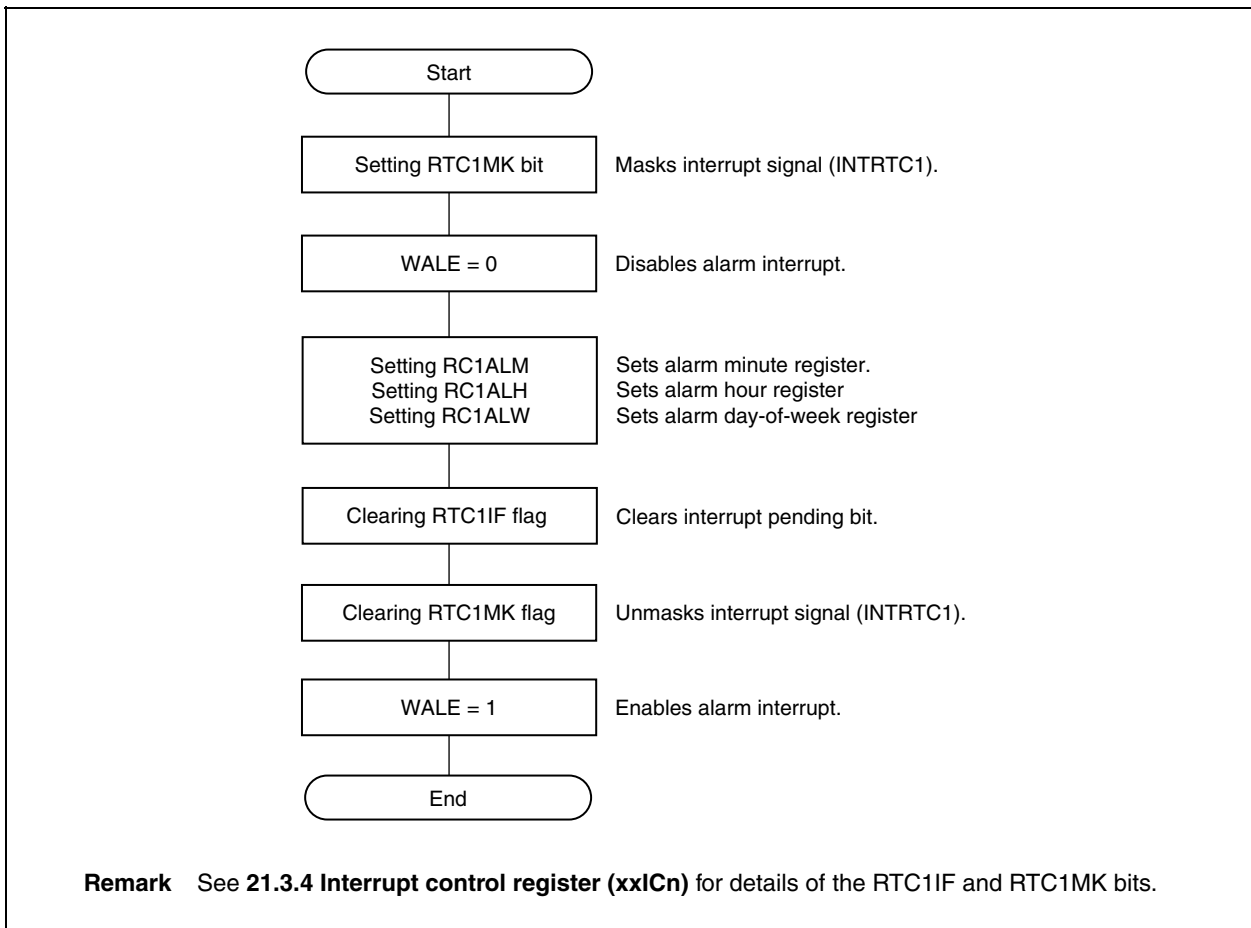 Start
Setting RTC1MK bit
Masks interrupt signal (INTRTC1).
WALE = 0
Disables alarm interrupt.
Setting RC1ALM
Sets alarm minute register.
Setting RC1ALH
Sets alarm hour register
Setting RC1ALW
Sets alarm day-of-week register
Clearing RTC1IF flag
Clears interrupt pending bit.
Clearing RTC1MK flag
Unmasks interrupt signal (INTRTC1).
WALE = 1
Enables alarm interrupt.
End
Remark See 21.3.4 Interrupt control register (xxICn) for details of the RTC1IF and RTC1MK bits.